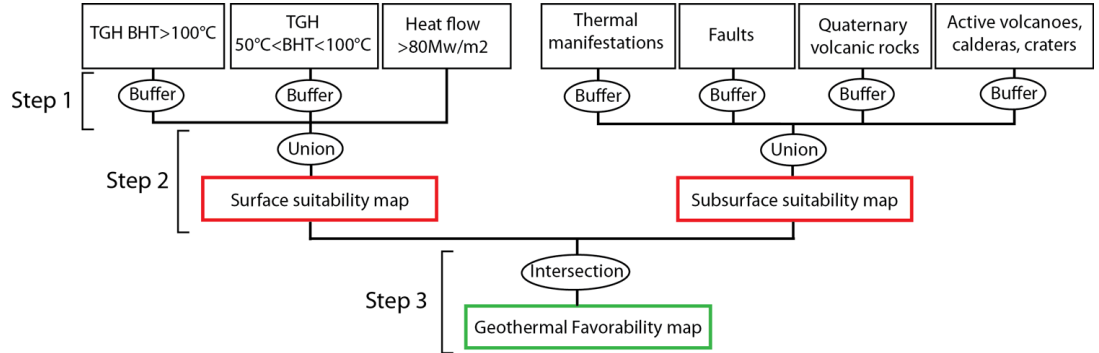 TGH BHT>100°C
TGH
50°C<BHT<100°C
Heat flow
>80Mw/m2
Thermal
manifestations
Faults
Quaternary
volcanic rocks
Active volcanoes,
calderas, craters
Step 1
Buffer
Buffer
Buffer
Buffer
Buffer
Buffer
Step 2
Union
Union
Surface suitability map
Subsurface suitability map
Step 3
Intersection
Geothermal Favorability map